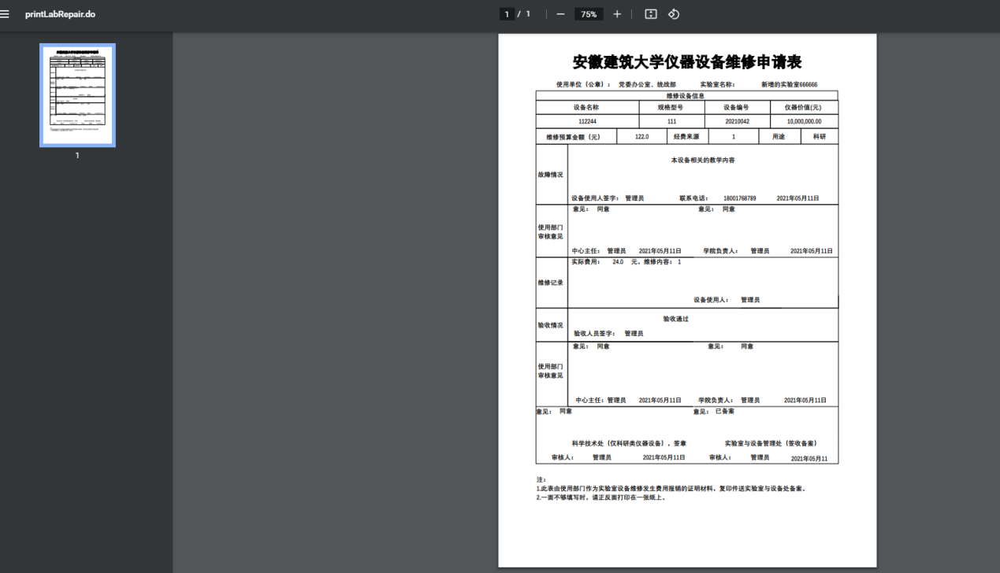 printLabRepair.do
1 / 1
75%
1
安徽建筑大学仪器设备维修申请表
使用单位（公章）： 党委办公室、统战部 实验室名称： 新增的实验室666666
维修设备信息
设备名称 规格型号 设备编号 仪器价值(元)
112244 111 20210042 10,000,000.00
维修预算金额（元） 122.0 经费来源 1 用途 科研
故障情况
本设备相关的教学内容
设备使用人签字： 管理员 联系电话： 18001768789 2021年05月11日
使用部门
审核意见
意见： 同意 意见： 同意
中心主任： 管理员 2021年05月11日 学院负责人： 管理员 2021年05月11日
维修记录
实际费用： 24.0 元，维修内容： 1
设备使用人： 管理员
验收情况
验收通过
验收人员签字： 管理员
使用部门
审核意见
意见： 同意 意见： 同意
中心主任：管理员 2021年05月11日 学院负责人： 管理员 2021年05月11日
意见： 同意 意见： 已备案
科学技术处（仅科研类仪器设备），签章 实验室与设备管理处（签收备案）
审核人： 管理员 2021年05月11日 审核人： 管理员 2021年05月11
注：
1.此表由使用部门作为实验室设备维修发生费用报销的证明材料，复印件送实验室与设备处备案。
2.一面不够填写时，请正反面打印在一张纸上。